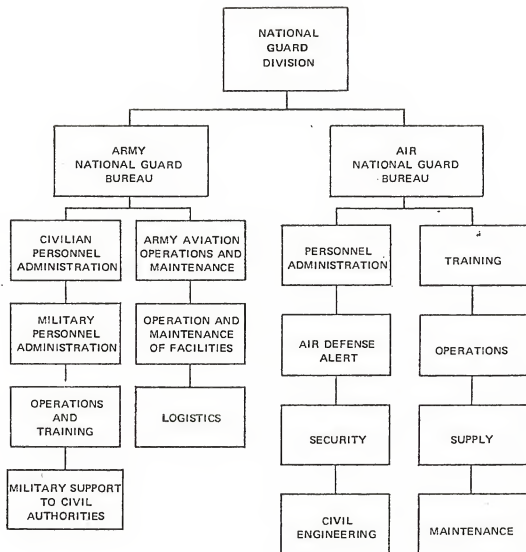 NATIONAL
GUARD
DIVISION
ARMY
NATIONAL GUARD
BUREAU
AIR
NATIONAL GUARD
BUREAU
CIVILIAN
PERSONNEL
ADMINISTRATION
ARMY AVIATION
OPERATIONS AND
MAINTENANCE
PERSONNEL
ADMINISTRATION
TRAINING
MILITARY
PERSONNEL
ADMINISTRATION
OPERATION AND
MAINTENANCE
OF FACILITIES
AIR DEFENSE
ALERT
OPERATIONS
OPERATIONS
AND
TRAINING
LOGISTICS
SECURITY
SUPPLY
MILITARY SUPPORT
TO CIVIL
AUTHORITIES
CIVIL
ENGINEERING
MAINTENANCE